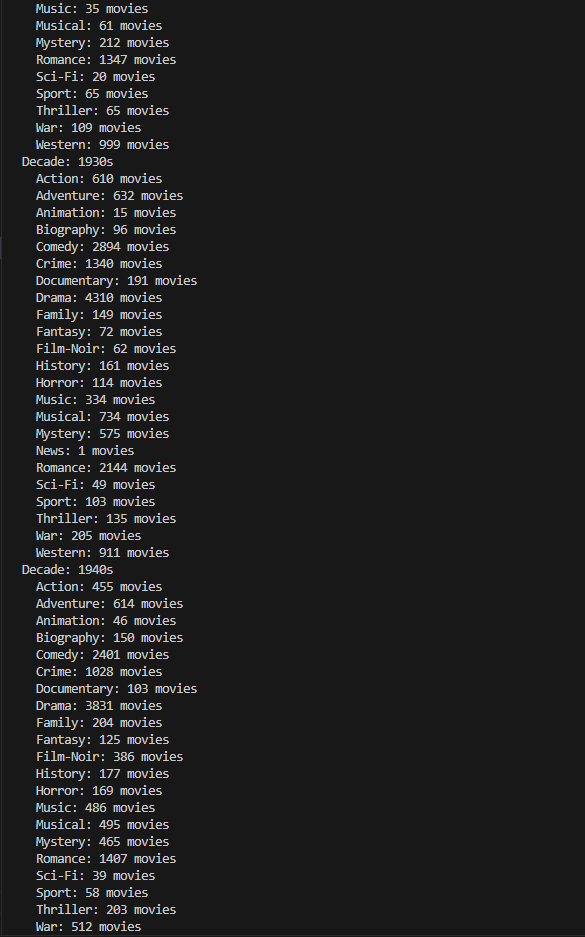 Music: 35 movies
Musical: 61 movies
Mystery: 212 movies
Romance: 1347 movies
Sci-Fi: 20 movies
Sport: 65 movies
Thriller: 65 movies
War: 109 movies
Western: 999 movies
Decade: 1930s
Action: 610 movies
Adventure: 632 movies
Animation: 15 movies
Biography: 96 movies
Comedy: 2894 movies
Crime: 1340 movies
Documentary: 191 movies
Drama: 4310 movies
Family: 149 movies
Fantasy: 72 movies
Film-Noir: 62 movies
History: 161 movies
Horror: 114 movies
Music: 334 movies
Musical: 734 movies
Mystery: 575 movies
News: 1 movies
Romance: 2144 movies
Sci-Fi: 49 movies
Sport: 103 movies
Thriller: 135 movies
War: 205 movies
Western: 911 movies
Decade: 1940s
Action: 455 movies
Adventure: 614 movies
Animation: 46 movies
Biography: 150 movies
Comedy: 2401 movies
Crime: 1028 movies
Documentary: 103 movies
Drama: 3831 movies
Family: 204 movies
Fantasy: 125 movies
Film-Noir: 386 movies
History: 177 movies
Horror: 169 movies
Music: 486 movies
Musical: 495 movies
Mystery: 465 movies
Romance: 1407 movies
Sci-Fi: 39 movies
Sport: 58 movies
Thriller: 203 movies
War: 512 movies